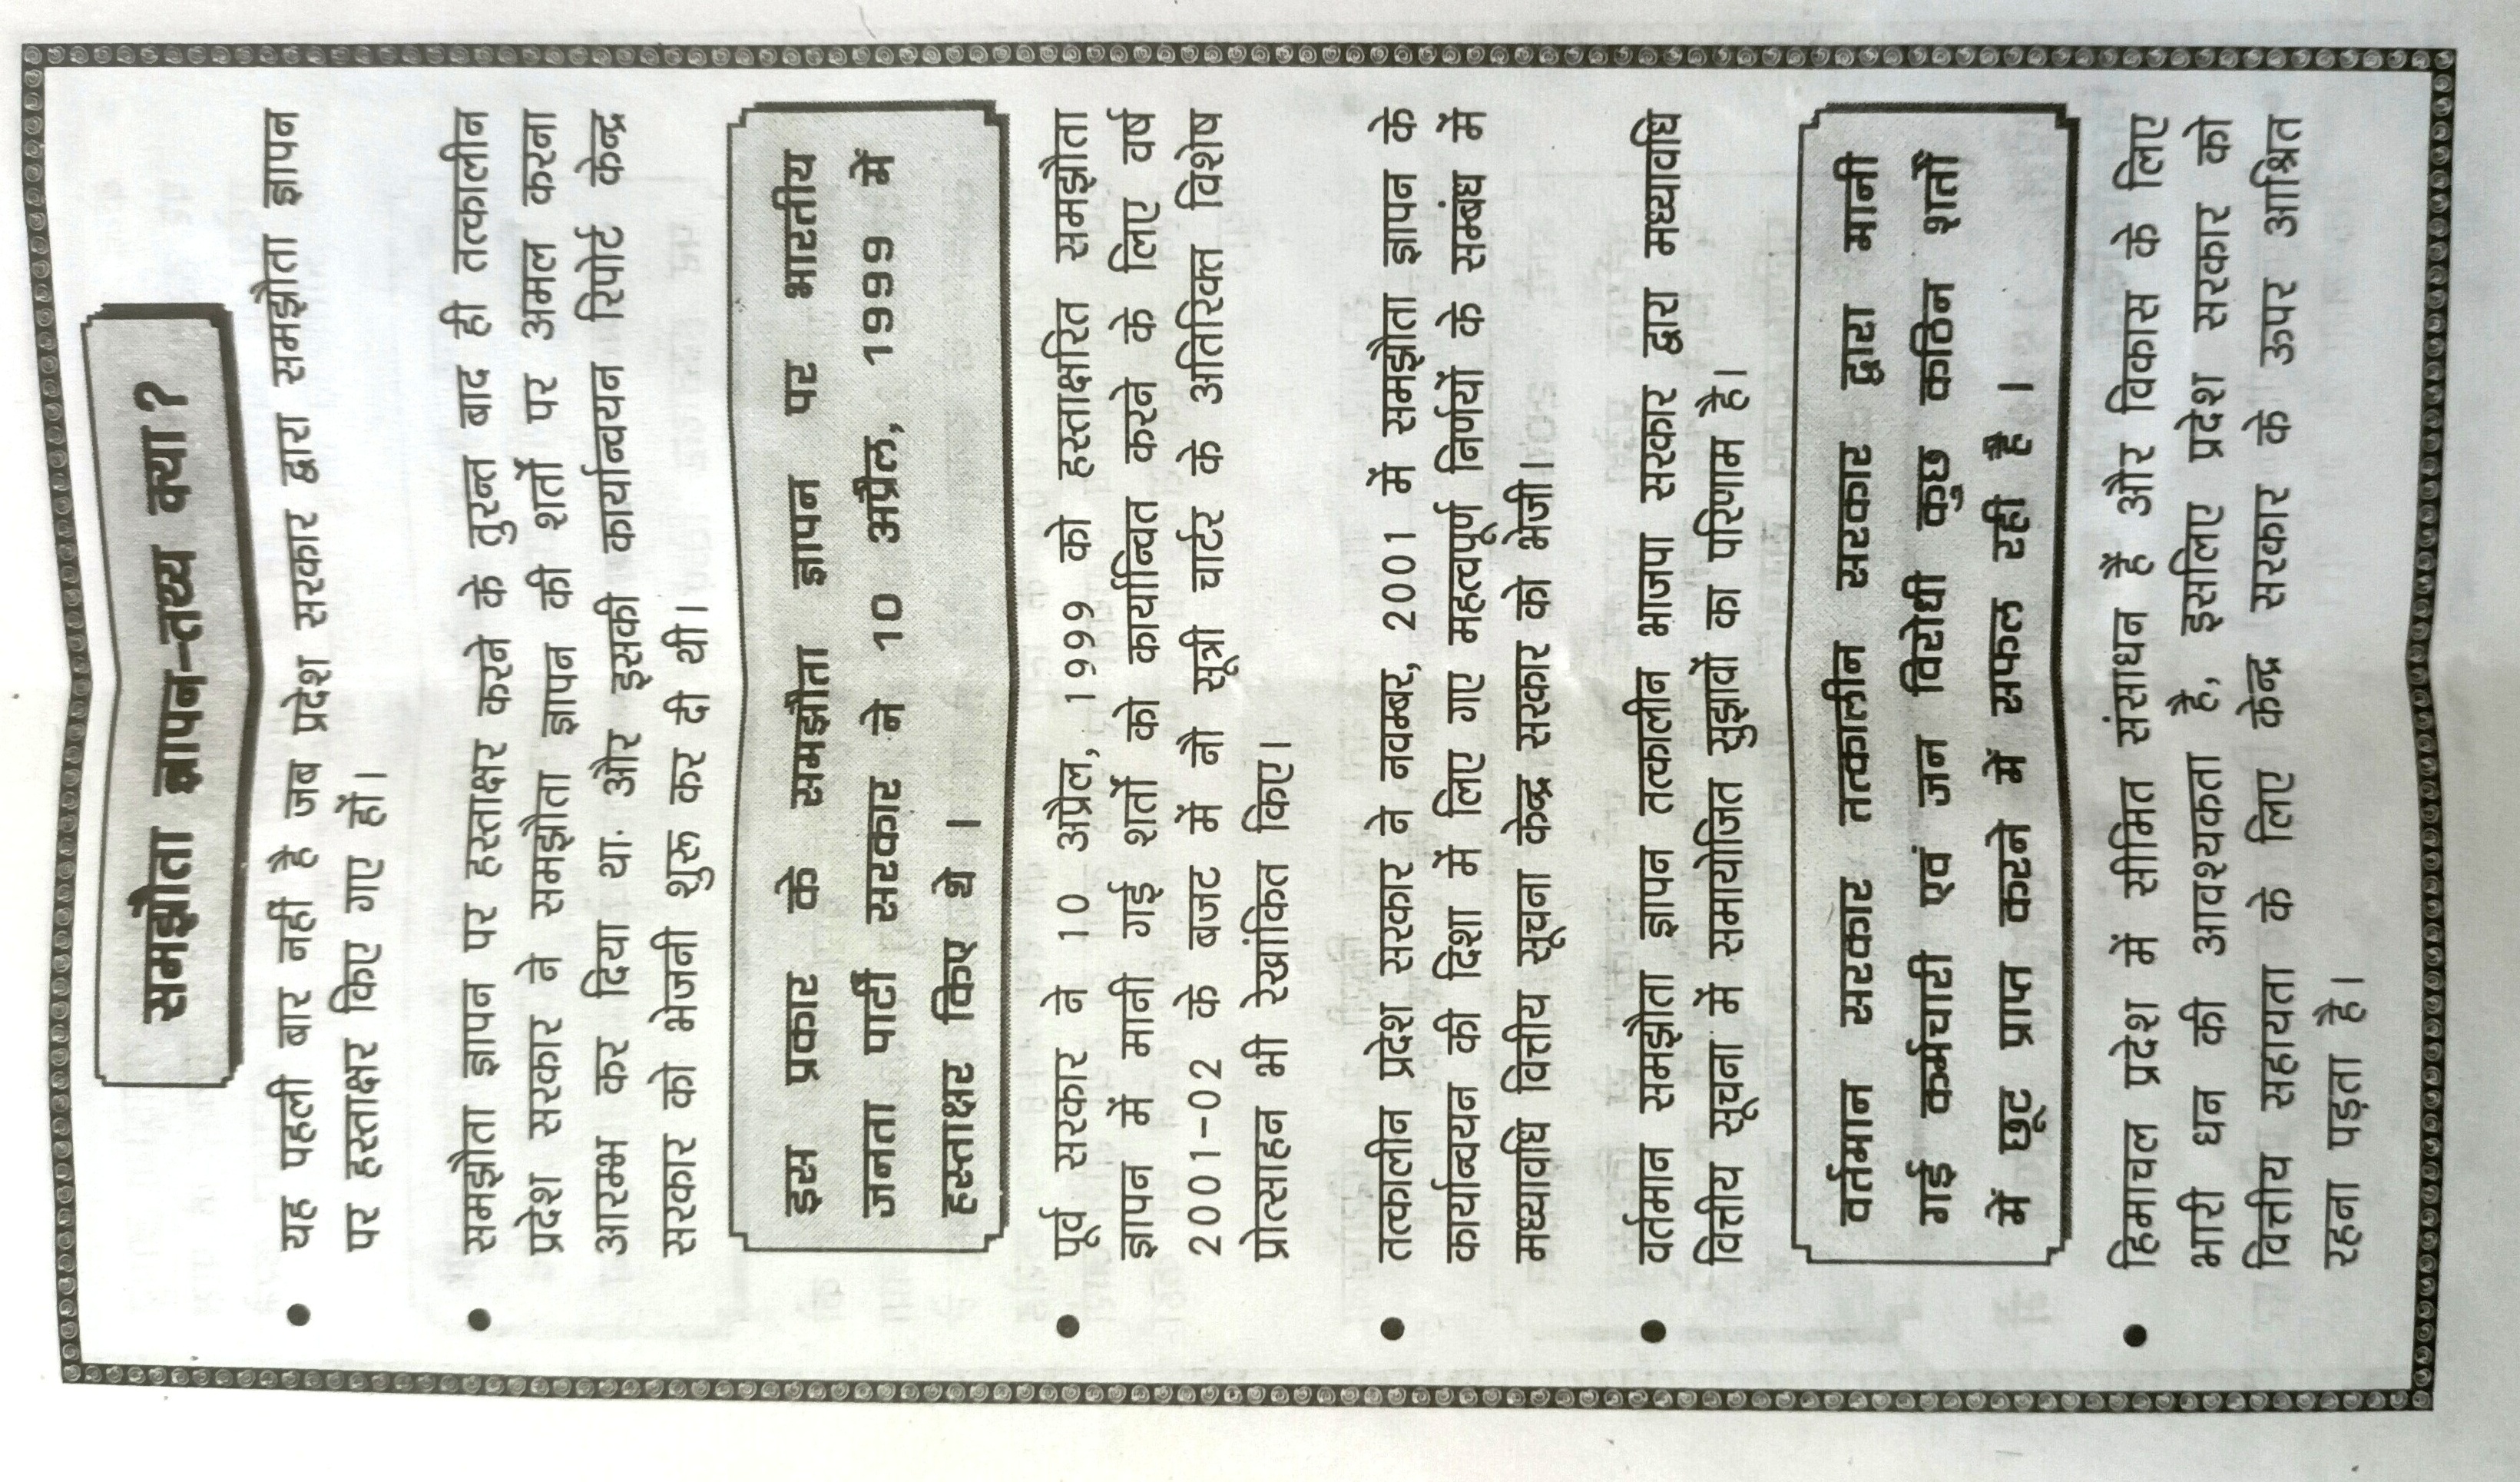 समझौता ज्ञापन-तथ्य क्या?
● यह पहली बार नहीं है जब प्रदेश सरकार द्वारा समझौता ज्ञापन
पर हस्ताक्षर किए गए हों।
● समझौता ज्ञापन पर हस्ताक्षर करने के तुरन्त बाद ही तत्कालीन
प्रदेश सरकार ने समझौता ज्ञापन की शर्तों पर अमल करना
आरम्भ कर दिया था और इसकी कार्यान्वयन रिपोर्ट केन्द्र
सरकार को भेजनी शुरू कर दी थी।
इस प्रकार के समझौता ज्ञापन पर भारतीय
जनता पार्टी सरकार ने 10 अप्रैल, 1999 में
हस्ताक्षर किए थे ।
● पूर्व सरकार ने 10 अप्रैल, 1999 को हस्ताक्षरित समझौता
ज्ञापन में मानी गई शर्तों को कार्यान्वित करने के लिए वर्ष
2001-02 के बजट में नौ सूत्री चार्टर के अतिरिक्त विशेष
प्रोत्साहन भी रेखांकित किए।
● तत्कालीन प्रदेश सरकार ने नवम्बर, 2001 में समझौता ज्ञापन के
कार्यान्वयन की दिशा में लिए गए महत्वपूर्ण निर्णयों के सम्बंध में
मध्यावधि वित्तीय सूचना केन्द्र सरकार को भेजी।
● वर्तमान समझौता ज्ञापन तत्कालीन भाजपा सरकार द्वारा मध्यावधि
वित्तीय सूचना में समायोजित सुझावों का परिणाम है।
वर्तमान सरकार तत्कालीन सरकार द्वारा मानी
गई कर्मचारी एवं जन विरोधी कुछ कठिन शर्तों
में छूट प्राप्त करने में सफल रही है ।
● हिमाचल प्रदेश में सीमित संसाधन हैं और विकास के लिए
भारी धन की आवश्यकता है, इसलिए प्रदेश सरकार को
वित्तीय सहायता के लिए केन्द्र सरकार के ऊपर आश्रित
रहना पड़ता है।